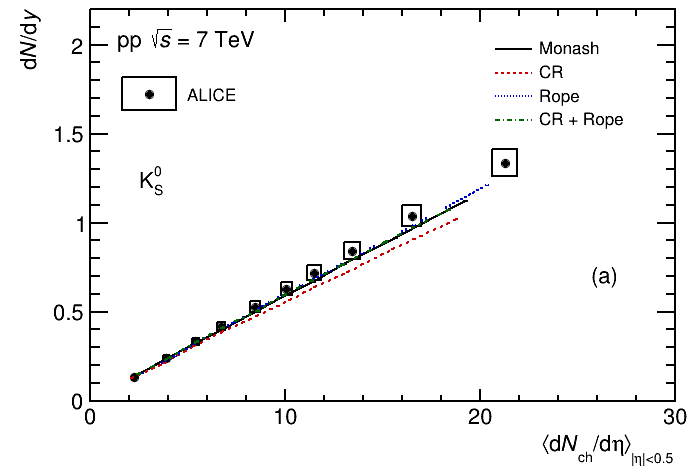 dN/dy
pp √s = 7 TeV
ALICE
Monash
CR
Rope
CR + Rope
K⁰_S
(a)
2
1.5
1
0.5
0
0 10 20 30
⟨dN_ch/dη⟩_|η|<0.5